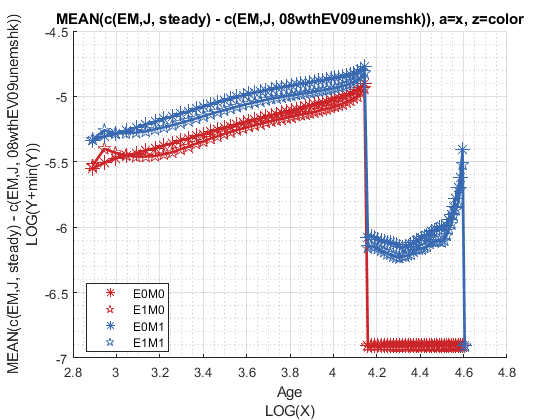 MEAN(c(EM,J, steady) - c(EM,J, 08wthEV09unemshk)), a=x, z=color
MEAN(c(EM,J, steady) - c(EM,J, 08wthEV09unemshk))
LOG(Y+min(Y))
-4.5
-5
-5.5
-6
-6.5
-7
E0M0
E1M0
E0M1
E1M1
2.8 3 3.2 3.4 3.6 3.8 4 4.2 4.4 4.6 4.8
Age
LOG(X)